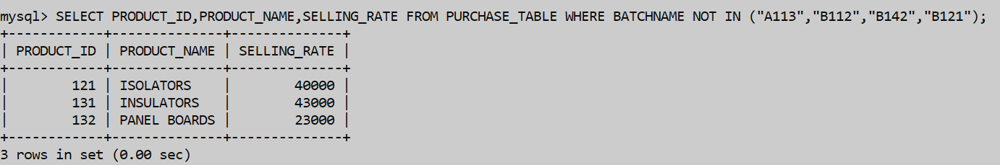 mysql> SELECT PRODUCT_ID,PRODUCT_NAME,SELLING_RATE FROM PURCHASE_TABLE WHERE BATCHNAME NOT IN ("A113","B112","B142","B121");
+------------+--------------+--------------+
| PRODUCT_ID | PRODUCT_NAME | SELLING_RATE |
+------------+--------------+--------------+
|        121 | ISOLATORS    |        40000 |
|        131 | INSULATORS   |        43000 |
|        132 | PANEL BOARDS |        23000 |
+------------+--------------+--------------+
3 rows in set (0.00 sec)